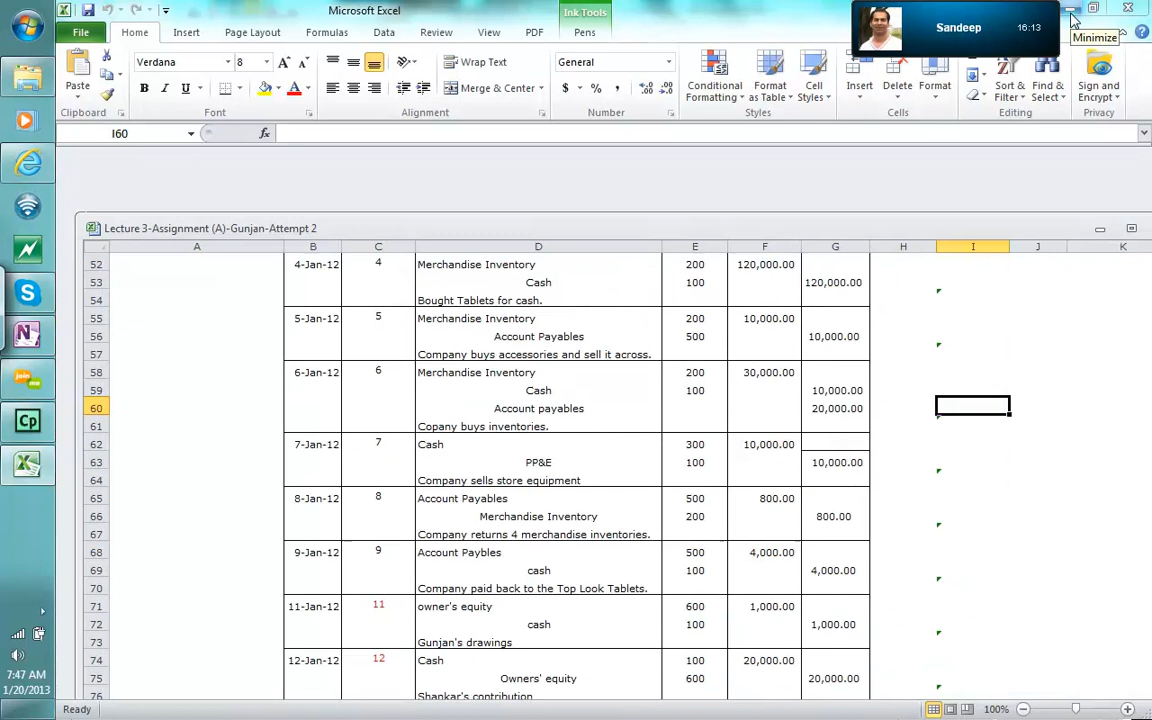 Microsoft Excel
Ink Tools
Sandeep
16:13
Minimize
File
Home
Insert
Page Layout
Formulas
Data
Review
View
PDF
Pens
Paste
Clipboard
Verdana
8
Font
Wrap Text
Merge & Center
Alignment
General
Number
Conditional Formatting
Format as Table
Cell Styles
Styles
Insert
Delete
Format
Cells
Sort & Filter
Find & Select
Editing
Sign and Encrypt
Privacy
I60
fx
Lecture 3-Assignment (A)-Gunjan-Attempt 2
A B C D E F G H I J K
52 4-Jan-12 4 Merchandise Inventory 200 120,000.00
53 Cash 100 120,000.00
54 Bought Tablets for cash.
55 5-Jan-12 5 Merchandise Inventory 200 10,000.00
56 Account Payables 500 10,000.00
57 Company buys accessories and sell it across.
58 6-Jan-12 6 Merchandise Inventory 200 30,000.00
59 Cash 100 10,000.00
60 Account payables 20,000.00
61 Copany buys inventories.
62 7-Jan-12 7 Cash 300 10,000.00
63 PP&E 100 10,000.00
64 Company sells store equipment
65 8-Jan-12 8 Account Payables 500 800.00
66 Merchandise Inventory 200 800.00
67 Company returns 4 merchandise inventories.
68 9-Jan-12 9 Account Paybles 500 4,000.00
69 cash 100 4,000.00
70 Company paid back to the Top Look Tablets.
71 11-Jan-12 11 owner's equity 600 1,000.00
72 cash 100 1,000.00
73 Gunjan's drawings
74 12-Jan-12 12 Cash 100 20,000.00
75 Owners' equity 600 20,000.00
76 Shankar's contribution
7:47 AM
1/20/2013
Ready
100%